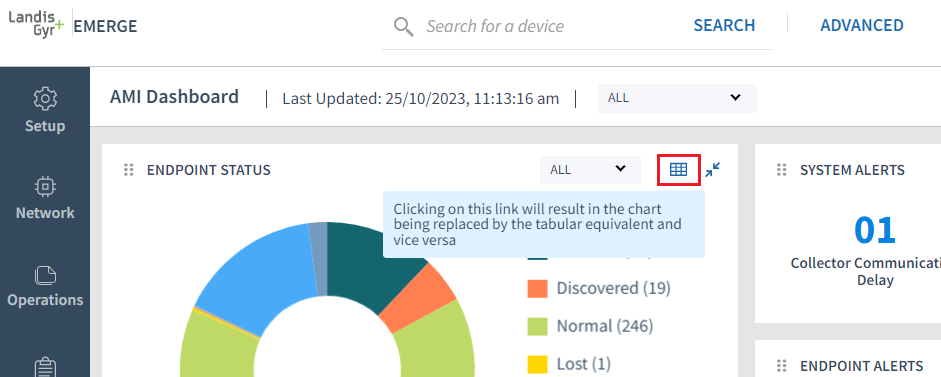 Landis
Gyr+
EMERGE
Search for a device
SEARCH
ADVANCED
Setup
Network
Operations
AMI Dashboard
Last Updated: 25/10/2023, 11:13:16 am
ALL
ENDPOINT STATUS
ALL
Clicking on this link will result in the chart
being replaced by the tabular equivalent and
vice versa
Discovered (19)
Normal (246)
Lost (1)
SYSTEM ALERTS
01
Collector Communicati
Delay
ENDPOINT ALERTS